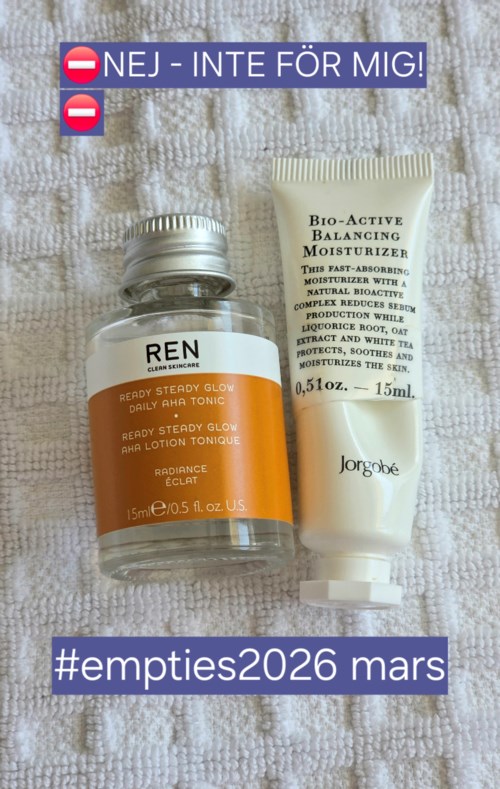 ⛔NEJ - INTE FÖR MIG!
⛔
BIO-ACTIVE
BALANCING
MOISTURIZER
THIS FAST-ABSORBING
MOISTURIZER WITH A
NATURAL BIOACTIVE
COMPLEX REDUCES SEBUM
PRODUCTION WHILE
LIQUORICE ROOT, OAT
EXTRACT AND WHITE TEA
PROTECTS, SOOTHES AND
MOISTURIZES THE SKIN.
0,51oz. — 15ml.
Jorgobé
REN
CLEAN SKINCARE
READY STEADY GLOW
DAILY AHA TONIC
•
READY STEADY GLOW
AHA LOTION TONIQUE
RADIANCE
ÉCLAT
15ml℮/0.5 fl. oz. U.S.
#empties2026 mars